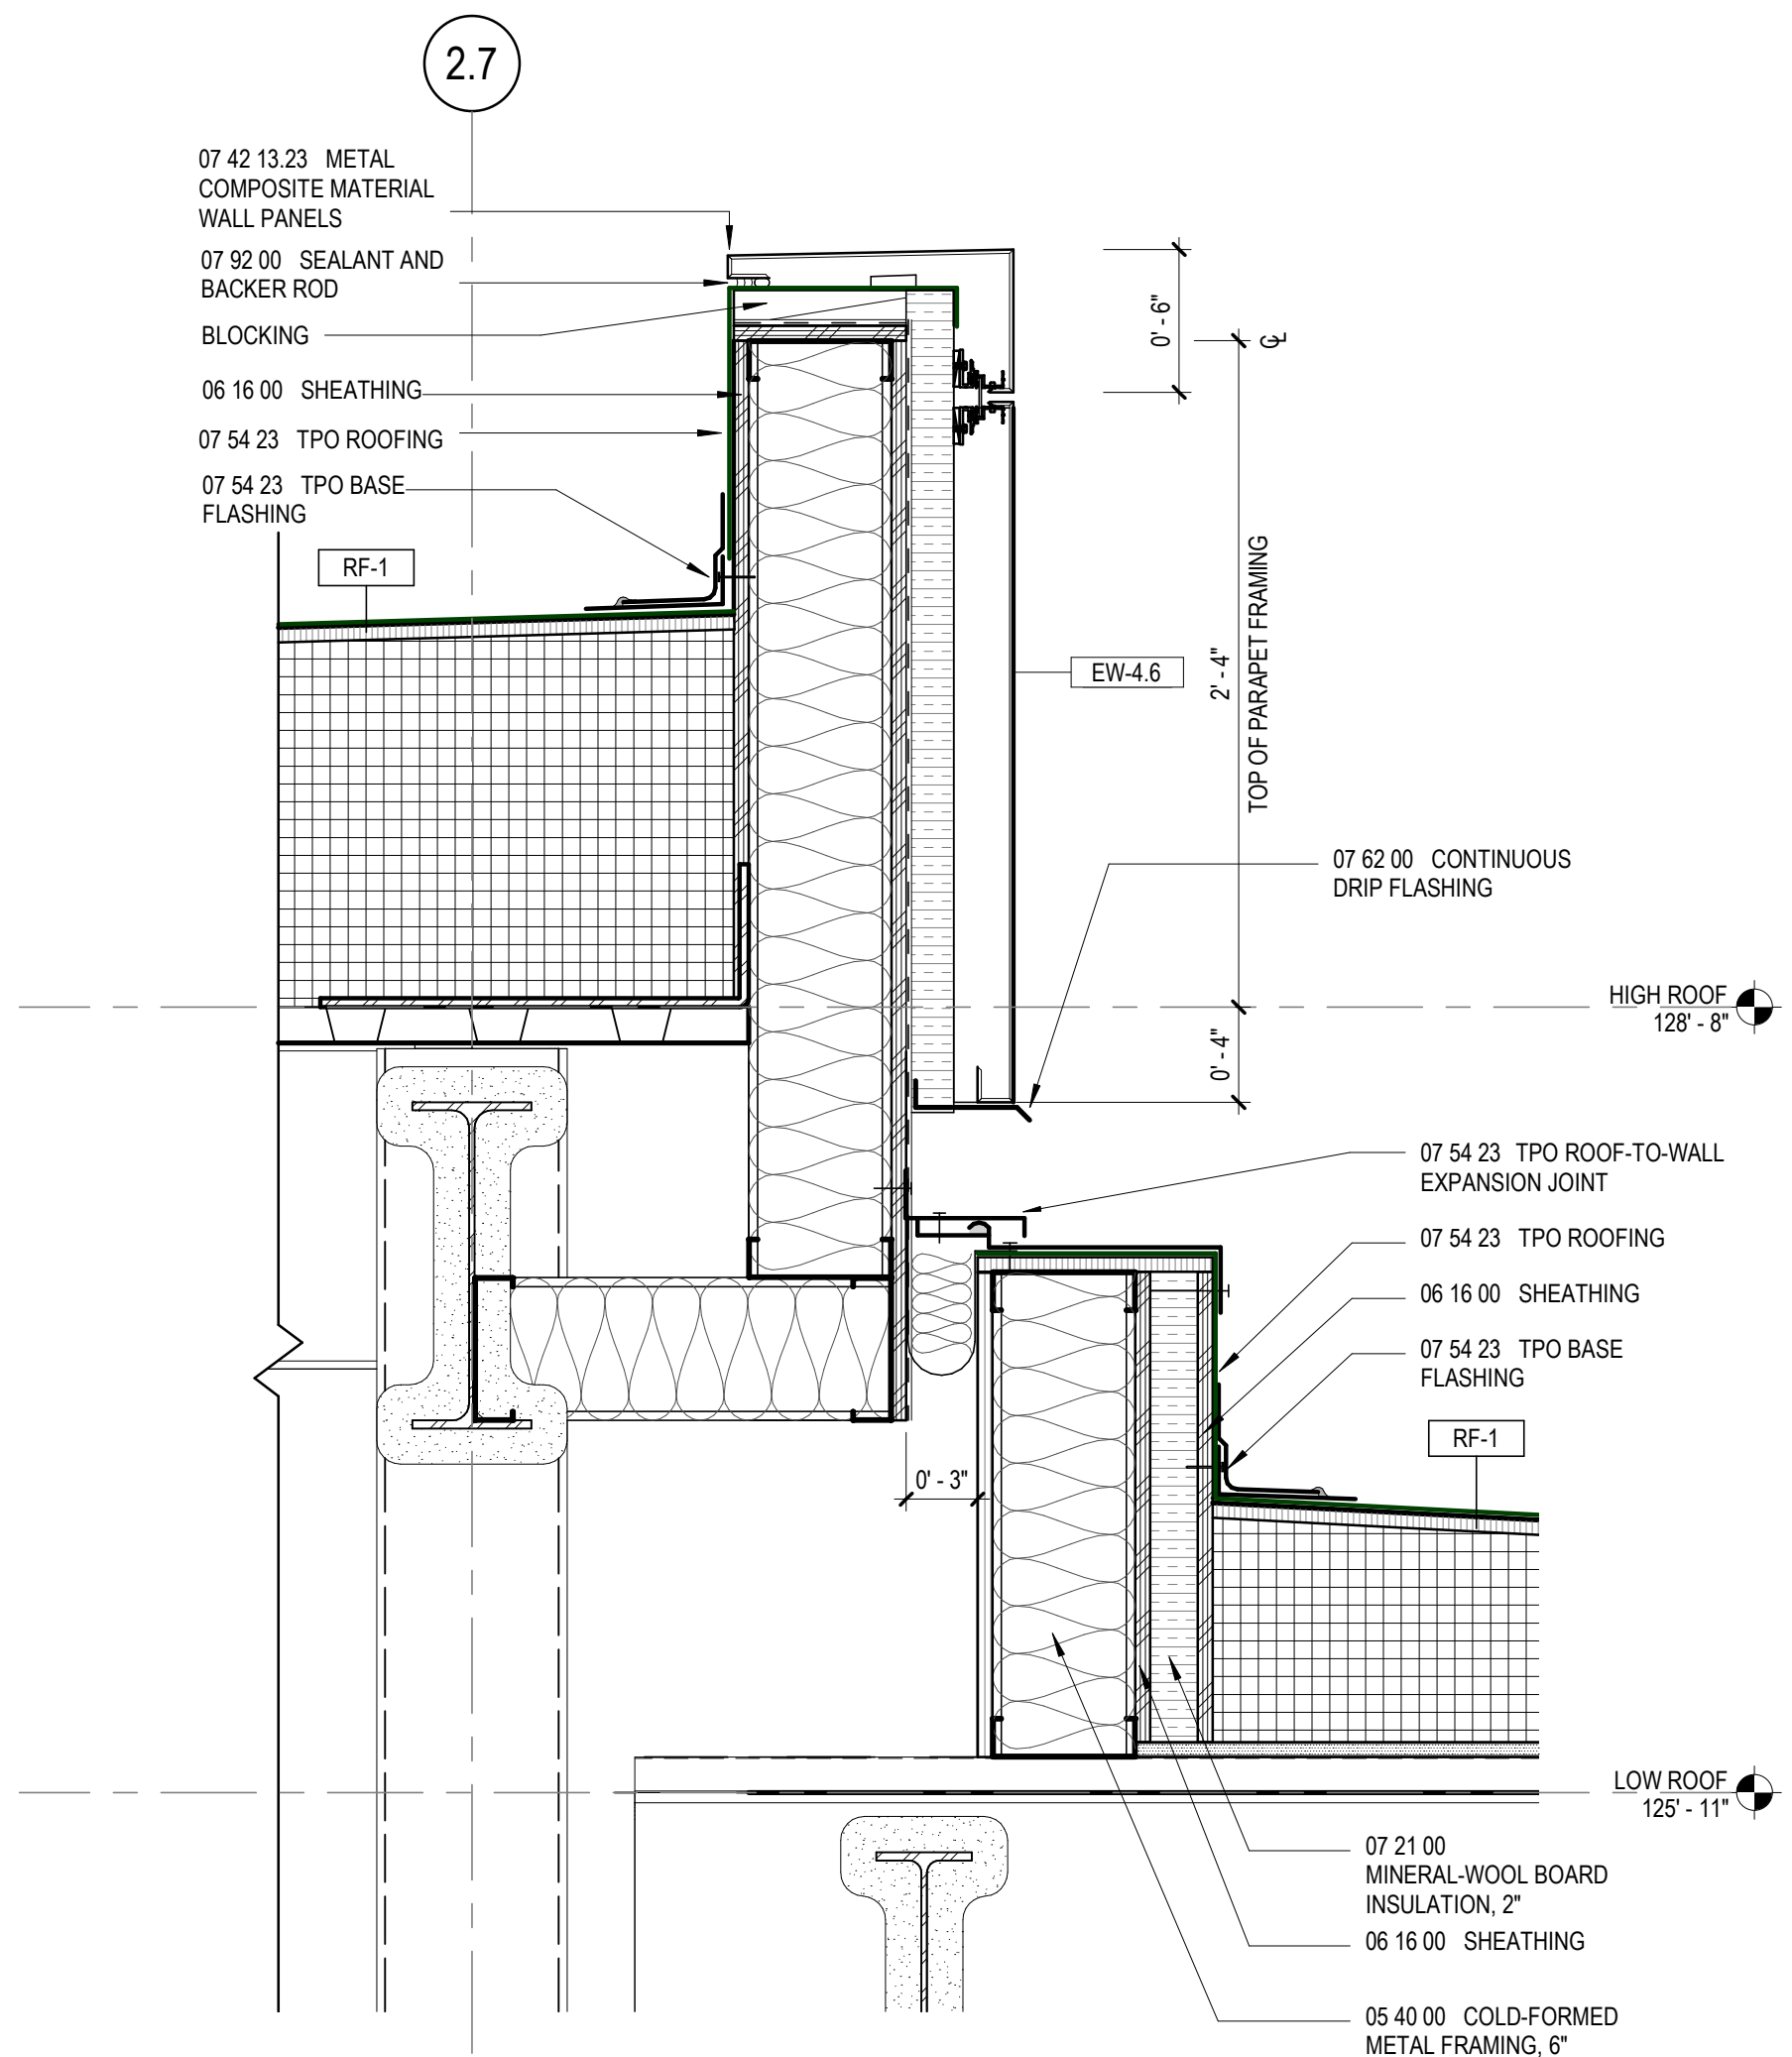 2.7
07 42 13.23 METAL
COMPOSITE MATERIAL
WALL PANELS
07 92 00 SEALANT AND
BACKER ROD
BLOCKING
06 16 00 SHEATHING
07 54 23 TPO ROOFING
07 54 23 TPO BASE
FLASHING
RF-1
0' - 6"
℄
2' - 4"
TOP OF PARAPET FRAMING
EW-4.6
07 62 00 CONTINUOUS
DRIP FLASHING
HIGH ROOF
128' - 8"
0' - 4"
07 54 23 TPO ROOF-TO-WALL
EXPANSION JOINT
07 54 23 TPO ROOFING
06 16 00 SHEATHING
07 54 23 TPO BASE
FLASHING
RF-1
0' - 3"
LOW ROOF
125' - 11"
07 21 00
MINERAL-WOOL BOARD
INSULATION, 2"
06 16 00 SHEATHING
05 40 00 COLD-FORMED
METAL FRAMING, 6"